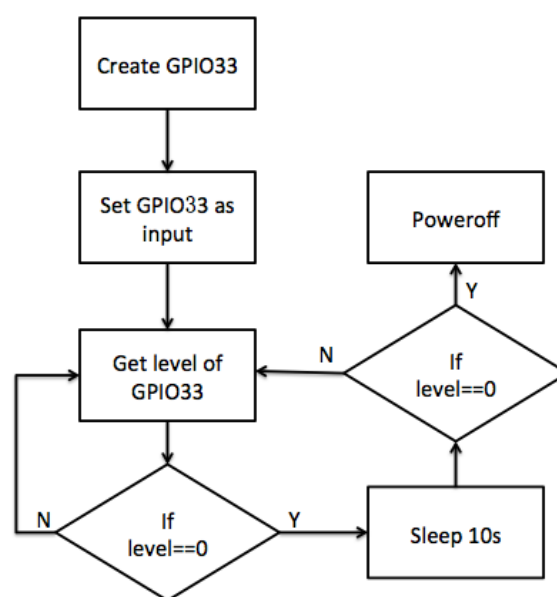 Create GPIO33
Set GPIO33 as
input
Poweroff
Y
N
Get level of
GPIO33
If
level==0
N
If
level==0
Y
Sleep 10s